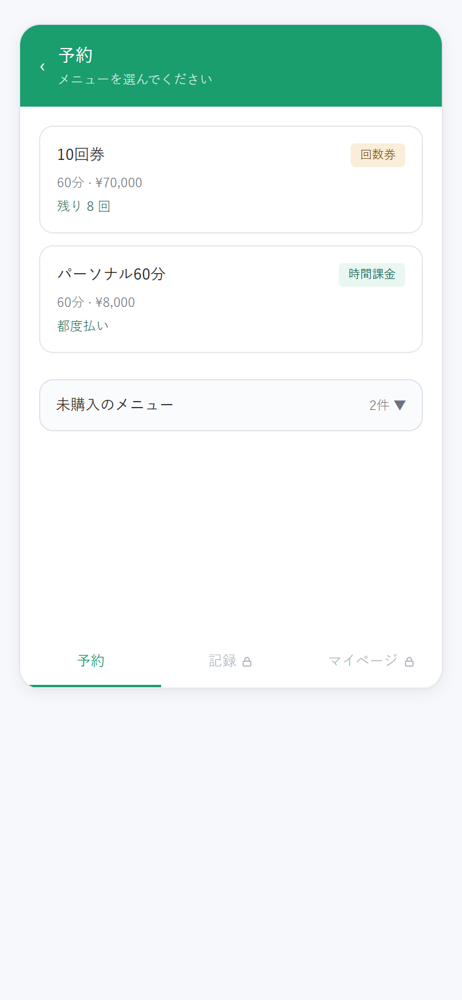 ‹
予約
メニューを選んでください
10回券
回数券
60分 · ¥70,000
残り 8 回
パーソナル60分
時間課金
60分 · ¥8,000
都度払い
未購入のメニュー
2件 ▼
予約
記録
マイページ